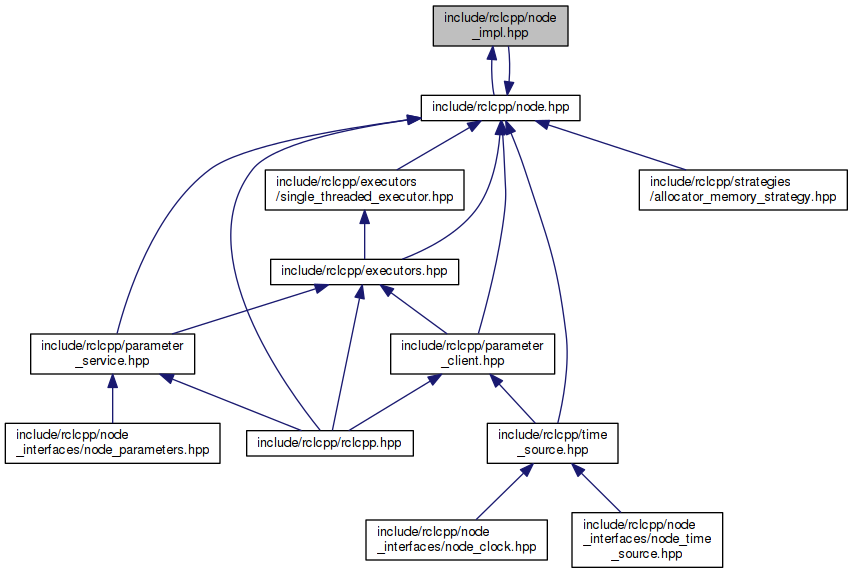 include/rclcpp/node
_impl.hpp
include/rclcpp/node.hpp
include/rclcpp/executors
/single_threaded_executor.hpp
include/rclcpp/strategies
/allocator_memory_strategy.hpp
include/rclcpp/executors.hpp
include/rclcpp/parameter
_service.hpp
include/rclcpp/parameter
_client.hpp
include/rclcpp/node
_interfaces/node_parameters.hpp
include/rclcpp/rclcpp.hpp
include/rclcpp/time
_source.hpp
include/rclcpp/node
_interfaces/node_clock.hpp
include/rclcpp/node
_interfaces/node_time
_source.hpp